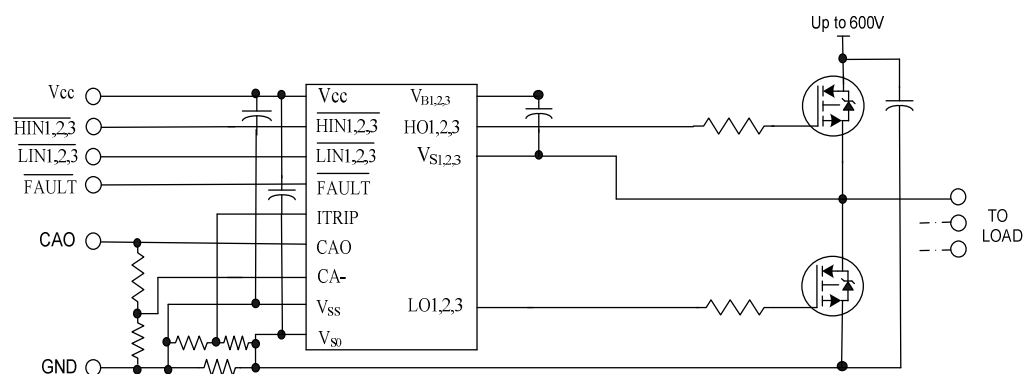 Up to 600V
Vcc
Vcc
VB1,2,3
HIN1,2,3
HIN1,2,3
HO1,2,3
LIN1,2,3
LIN1,2,3
VS1,2,3
FAULT
FAULT
ITRIP
CAO
CAO
TO
LOAD
CA-
VSS
LO1,2,3
VS0
GND